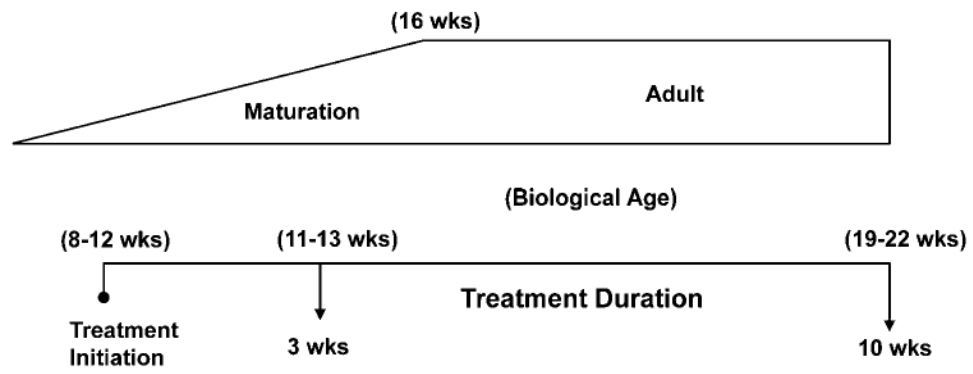 (16 wks)
Maturation
Adult
(Biological Age)
(8-12 wks)
(11-13 wks)
(19-22 wks)
Treatment Duration
Treatment
Initiation
3 wks
10 wks